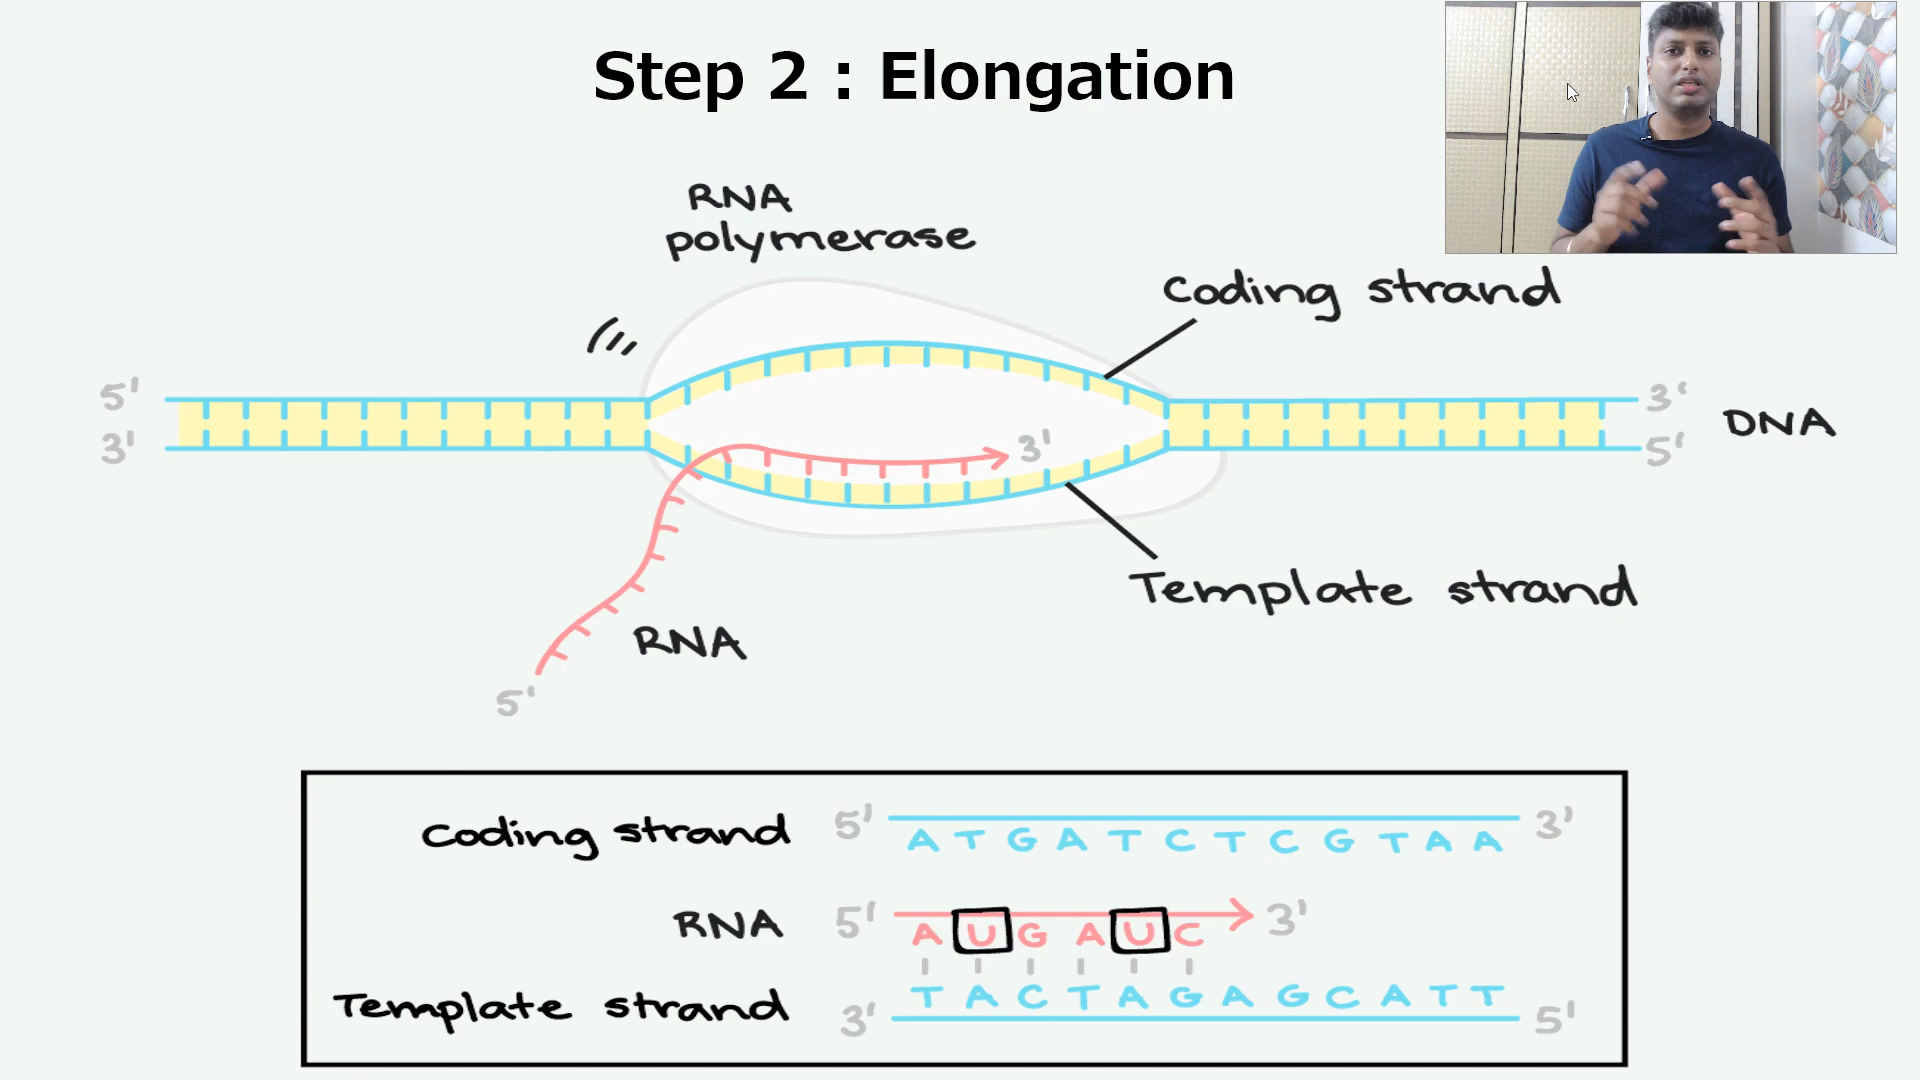 Step 2 : Elongation
RNA
polymerase
Coding strand
5' 3'
DNA
3' 5'
3'
Template strand
RNA
5'
Coding strand 5' A T G A T C T C G T A A 3'
RNA 5' A U G A U C 3'
Template strand 3' T A C T A G A G C A T T 5'